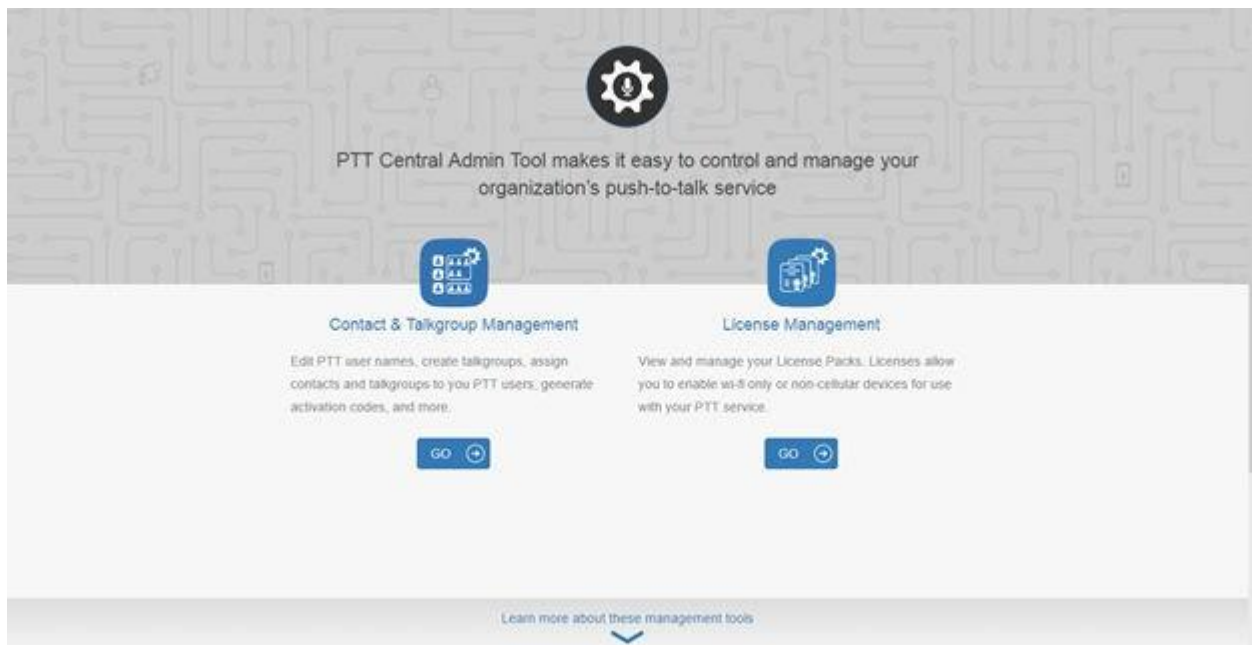 PTT Central Admin Tool makes it easy to control and manage your
organization's push-to-talk service
Contact & Talkgroup Management
Edit PTT user names, create talkgroups, assign
contacts and talkgroups to you PTT users, generate
activation codes, and more.
GO
License Management
View and manage your License Packs. Licenses allow
you to enable wi-fi only or non-cellular devices for use
with your PTT service.
GO
Learn more about these management tools